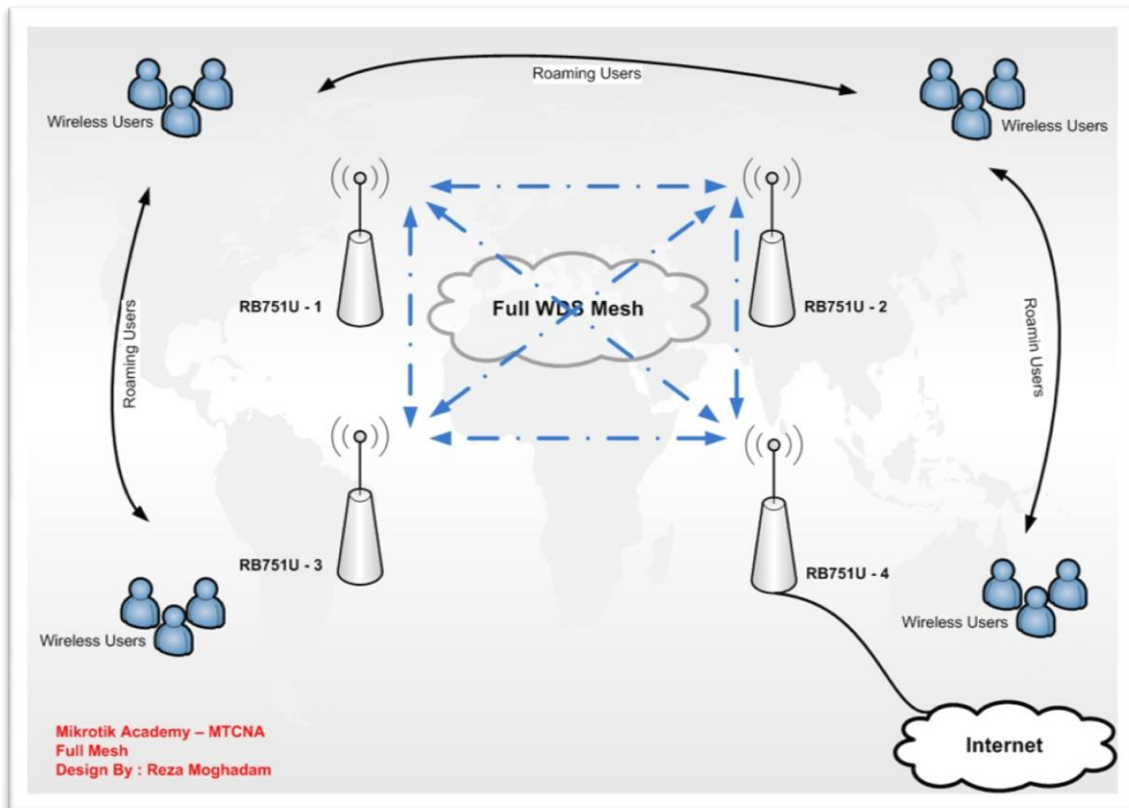 Roaming Users
Wireless Users
Wireless Users
RB751U - 1
Full WDS Mesh
RB751U - 2
Roaming Users
Roamin Users
RB751U - 3
RB751U - 4
Wireless Users
Wireless Users
Mikrotik Academy – MTCNA
Full Mesh
Design By : Reza Moghadam
Internet